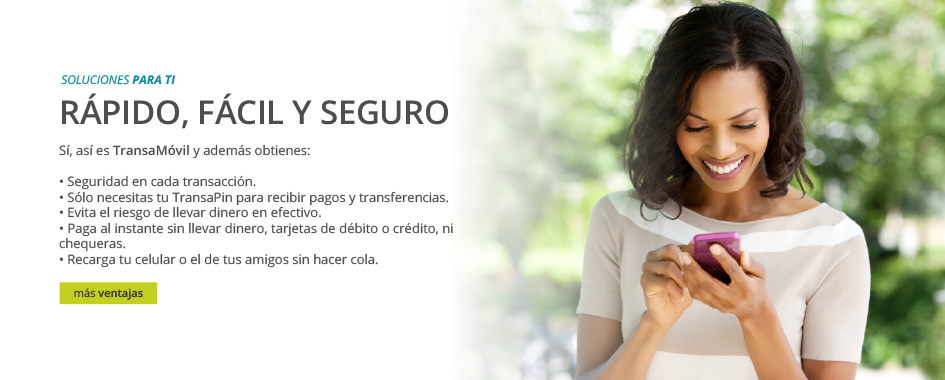 SOLUCIONES PARA TI
RÁPIDO, FÁCIL Y SEGURO
Sí, así es TransaMóvil y además obtienes:
• Seguridad en cada transacción.
• Sólo necesitas tu TransaPin para recibir pagos y transferencias.
• Evita el riesgo de llevar dinero en efectivo.
• Paga al instante sin llevar dinero, tarjetas de débito o crédito, ni
chequeras.
• Recarga tu celular o el de tus amigos sin hacer cola.
más ventajas